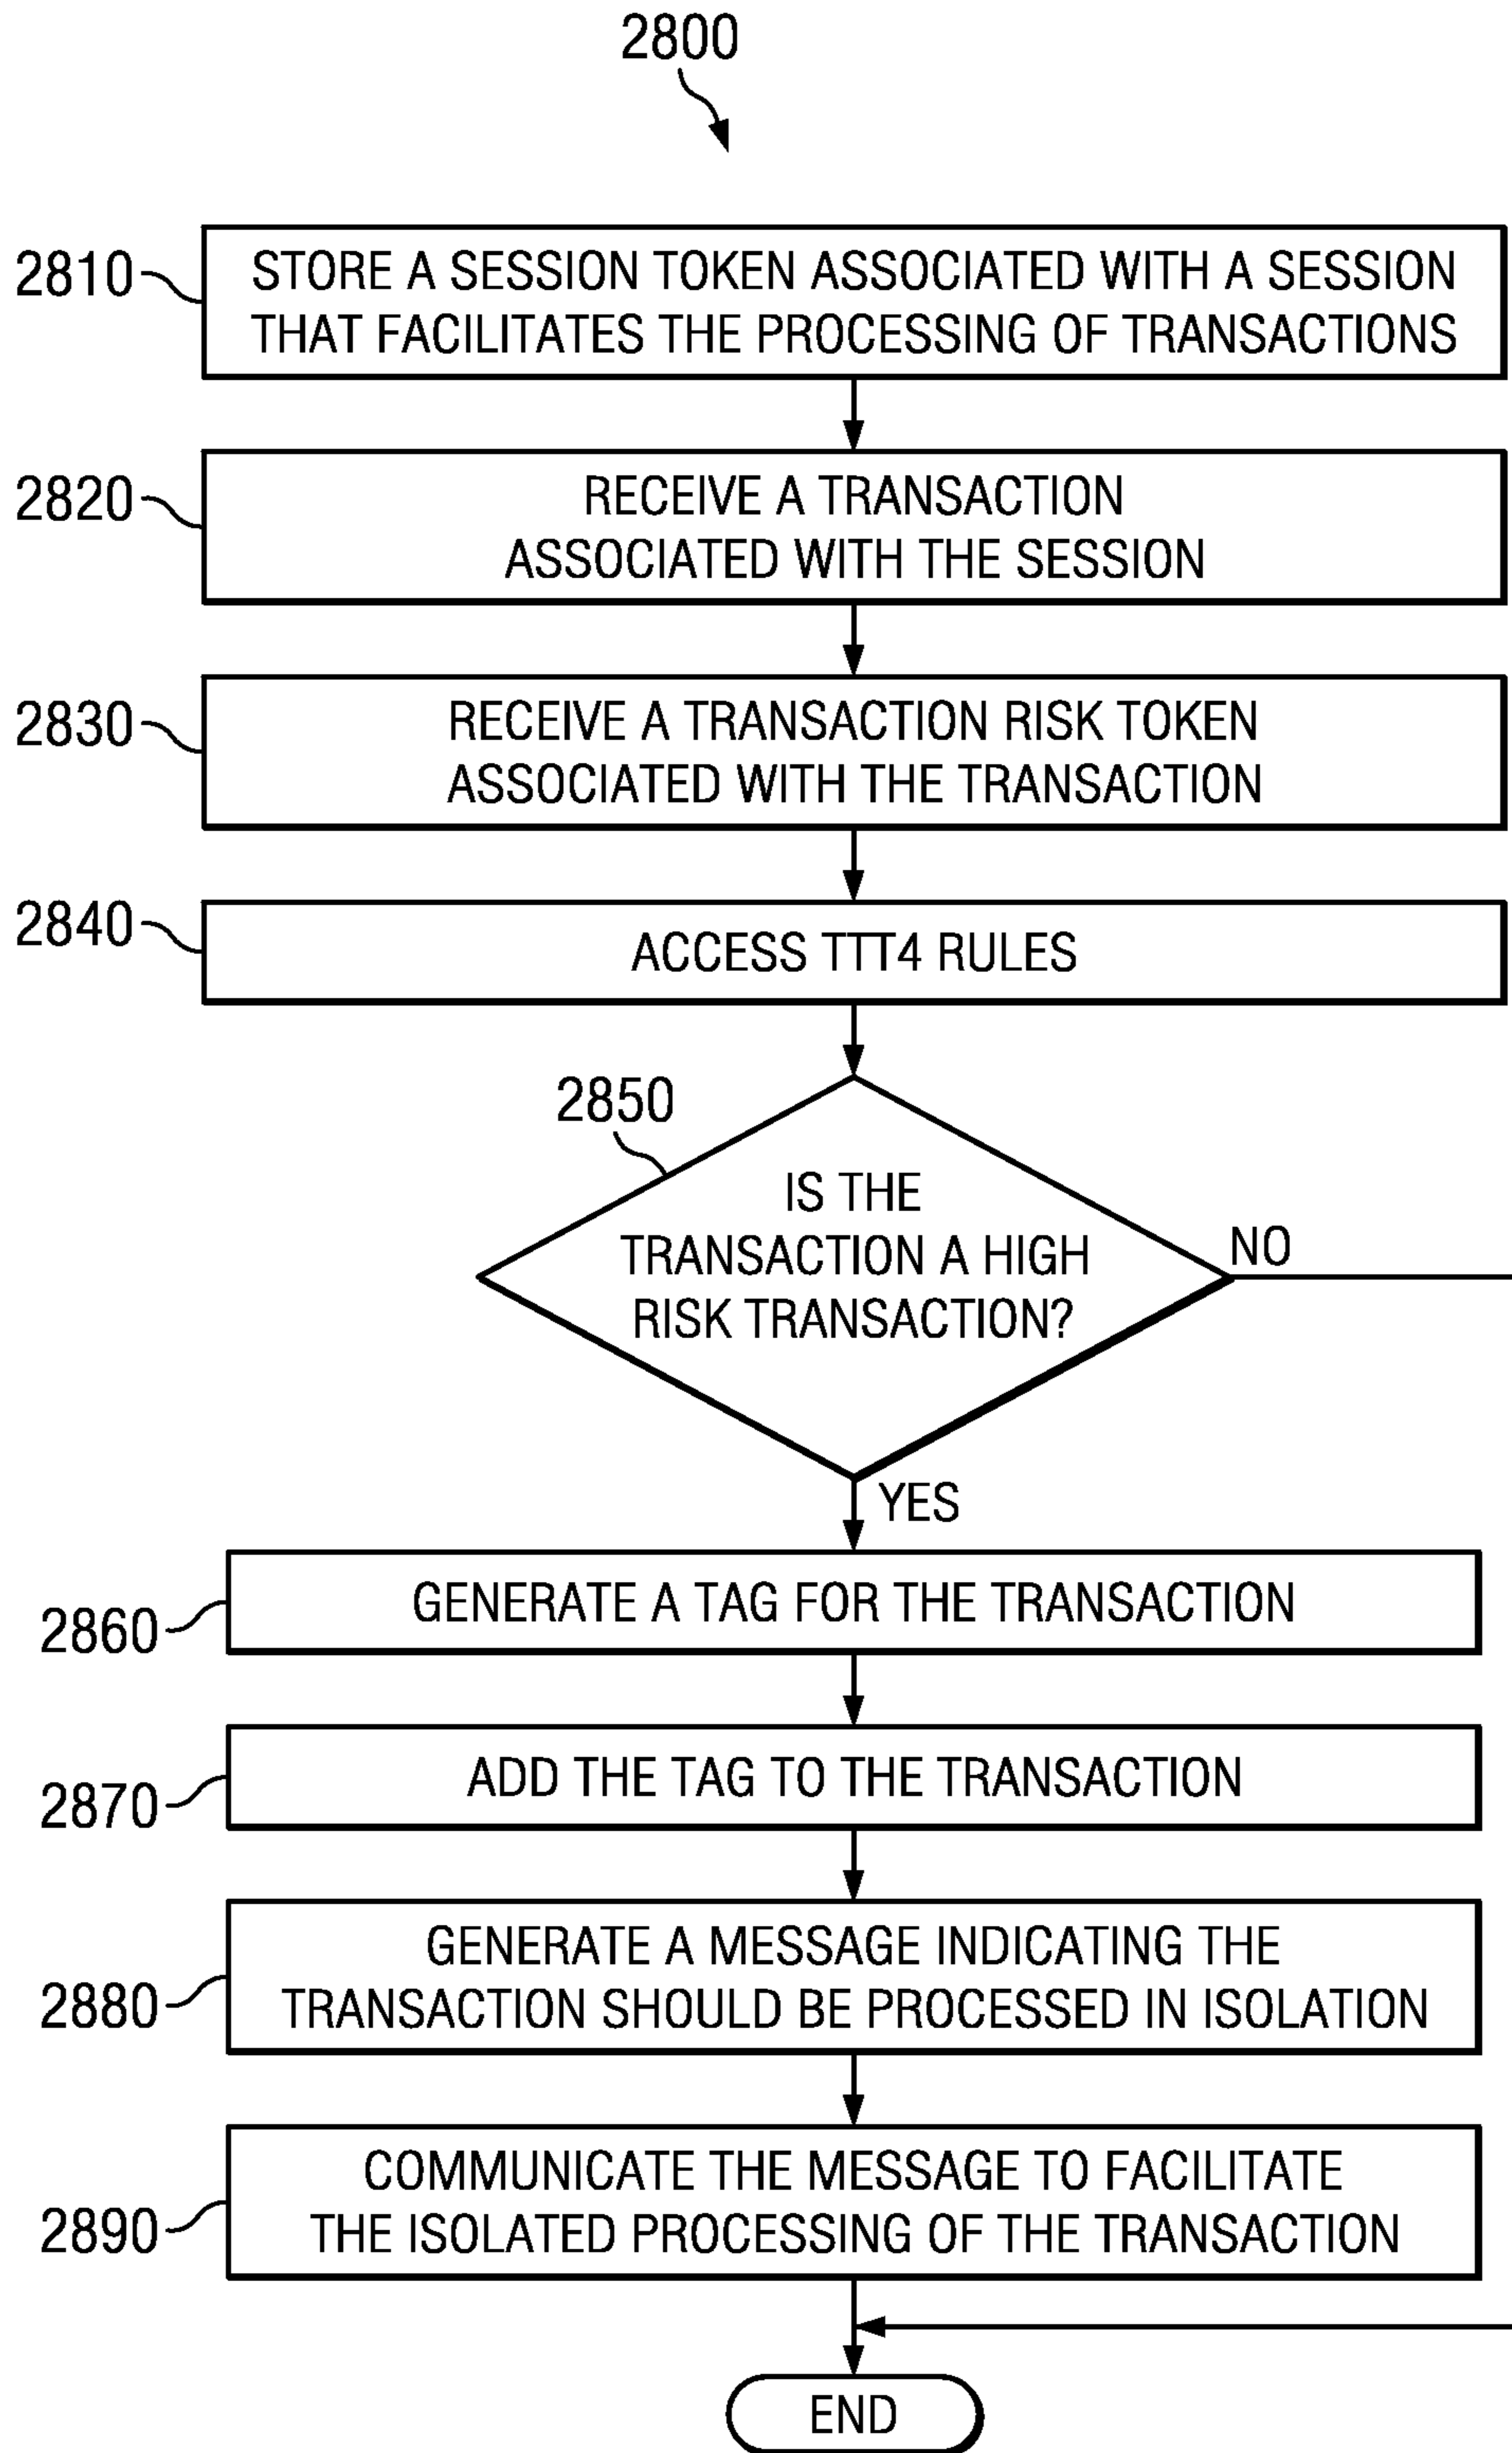 2800
2810
STORE A SESSION TOKEN ASSOCIATED WITH A SESSION
THAT FACILITATES THE PROCESSING OF TRANSACTIONS
2820
RECEIVE A TRANSACTION
ASSOCIATED WITH THE SESSION
2830
RECEIVE A TRANSACTION RISK TOKEN
ASSOCIATED WITH THE TRANSACTION
2840
ACCESS TTT4 RULES
2850
IS THE
TRANSACTION A HIGH
RISK TRANSACTION?
NO
YES
2860
GENERATE A TAG FOR THE TRANSACTION
2870
ADD THE TAG TO THE TRANSACTION
2880
GENERATE A MESSAGE INDICATING THE
TRANSACTION SHOULD BE PROCESSED IN ISOLATION
2890
COMMUNICATE THE MESSAGE TO FACILITATE
THE ISOLATED PROCESSING OF THE TRANSACTION
END